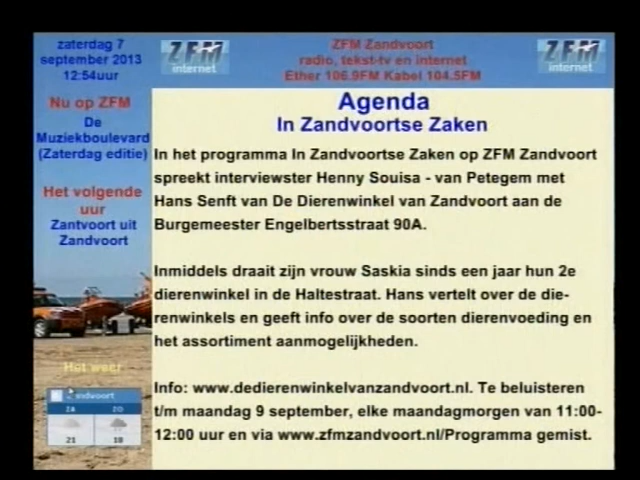 zaterdag 7
september 2013
12:54uur
ZFM
internet
ZFM Zandvoort
radio, tekst-tv en internet
Ether 106.9FM Kabel 104.5FM
ZFM
internet
Nu op ZFM
De
Muziekboulevard
(Zaterdag editie)
Het volgende
uur
Zantvoort uit
Zandvoort
Het weer
ndvoort
ZA ZO
21 18
Agenda
In Zandvoortse Zaken
In het programma In Zandvoortse Zaken op ZFM Zandvoort
spreekt interviewster Henny Souisa - van Petegem met
Hans Senft van De Dierenwinkel van Zandvoort aan de
Burgemeester Engelbertsstraat 90A.
Inmiddels draait zijn vrouw Saskia sinds een jaar hun 2e
dierenwinkel in de Haltestraat. Hans vertelt over de die-
renwinkels en geeft info over de soorten dierenvoeding en
het assortiment aanmogelijkheden.
Info: www.dedierenwinkelvanzandvoort.nl. Te beluisteren
t/m maandag 9 september, elke maandagmorgen van 11:00-
12:00 uur en via www.zfmzandvoort.nl/Programma gemist.